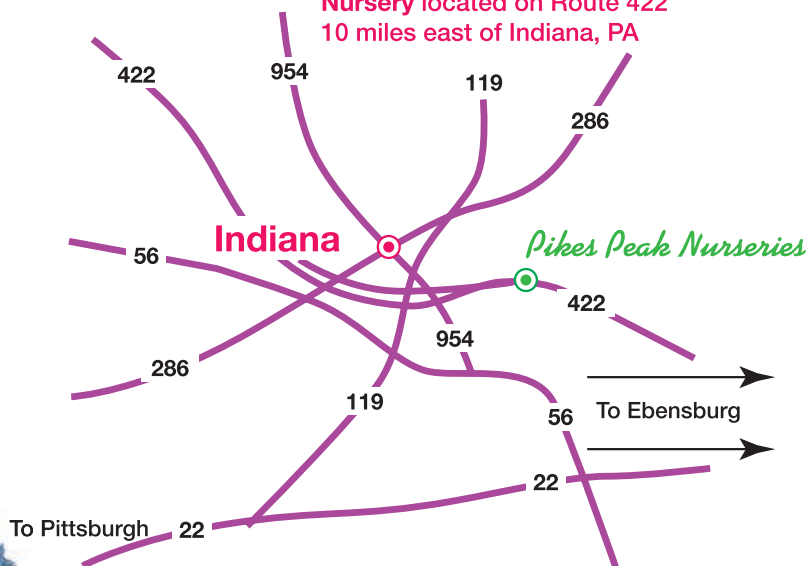 Nursery located on Route 422
10 miles east of Indiana, PA
422
954
119
286
Indiana
Pikes Peak Nurseries
56
422
954
286
119
To Ebensburg
56
22
To Pittsburgh
22